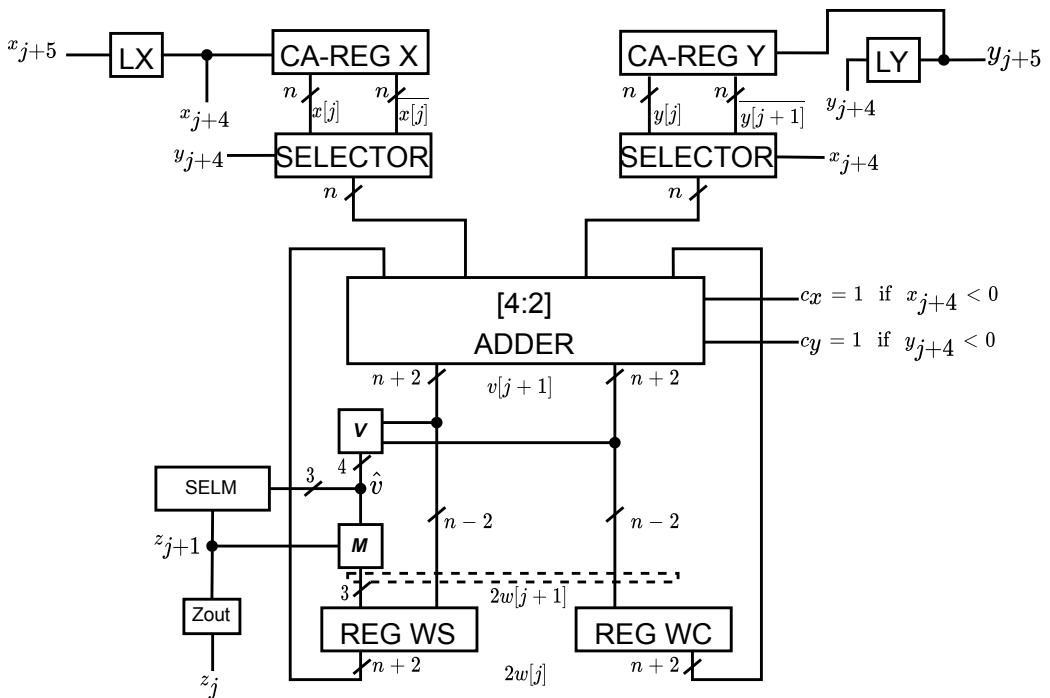 x_{j+5} LX CA-REG X CA-REG Y LY y_{j+5}
n x[j] n \overline{x[j]} n y[j] n \overline{y[j+1]}
x_{j+4} y_{j+4}
y_{j+4} SELECTOR SELECTOR x_{j+4}
n n
[4:2]
ADDER
cx = 1 if x_{j+4} < 0
cy = 1 if y_{j+4} < 0
n + 2 v[j + 1] n + 2
V
4
SELM 3 \hat{v}
n − 2 n − 2
z_{j+1} M
3 2w[j + 1]
Zout REG WS REG WC
n + 2 2w[j] n + 2
z_j